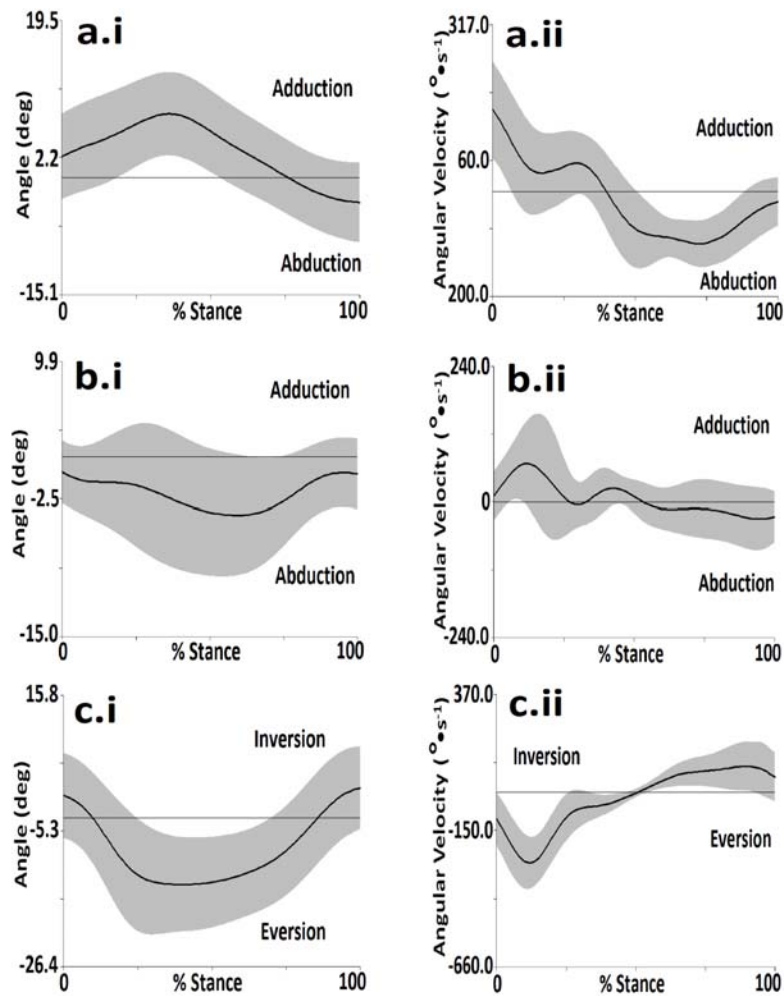 a.i
19.5
Adduction
Angle (deg)
2.2
Abduction
-15.1
0
% Stance
100
a.ii
317.0
Adduction
Angular Velocity (°•s⁻¹)
60.0
Abduction
200.0
0
% Stance
100
b.i
9.9
Adduction
Angle (deg)
-2.5
Abduction
-15.0
0
% Stance
100
b.ii
240.0
Adduction
Angular Velocity (°•s⁻¹)
0
Abduction
-240.0
0
% Stance
100
c.i
15.8
Inversion
Angle (deg)
-5.3
Eversion
-26.4
0
% Stance
100
c.ii
370.0
Inversion
Angular Velocity (°•s⁻¹)
-150.0
Eversion
-660.0
0
% Stance
100